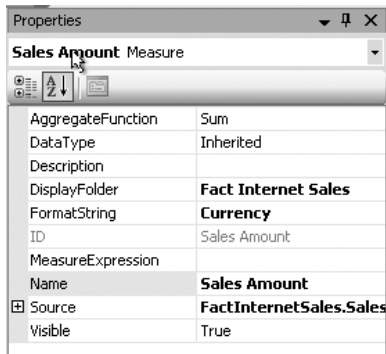 Properties
Sales Amount Measure
AggregateFunction Sum
DataType Inherited
Description
DisplayFolder Fact Internet Sales
FormatString Currency
ID Sales Amount
MeasureExpression
Name Sales Amount
Source FactInternetSales.Sales
Visible True